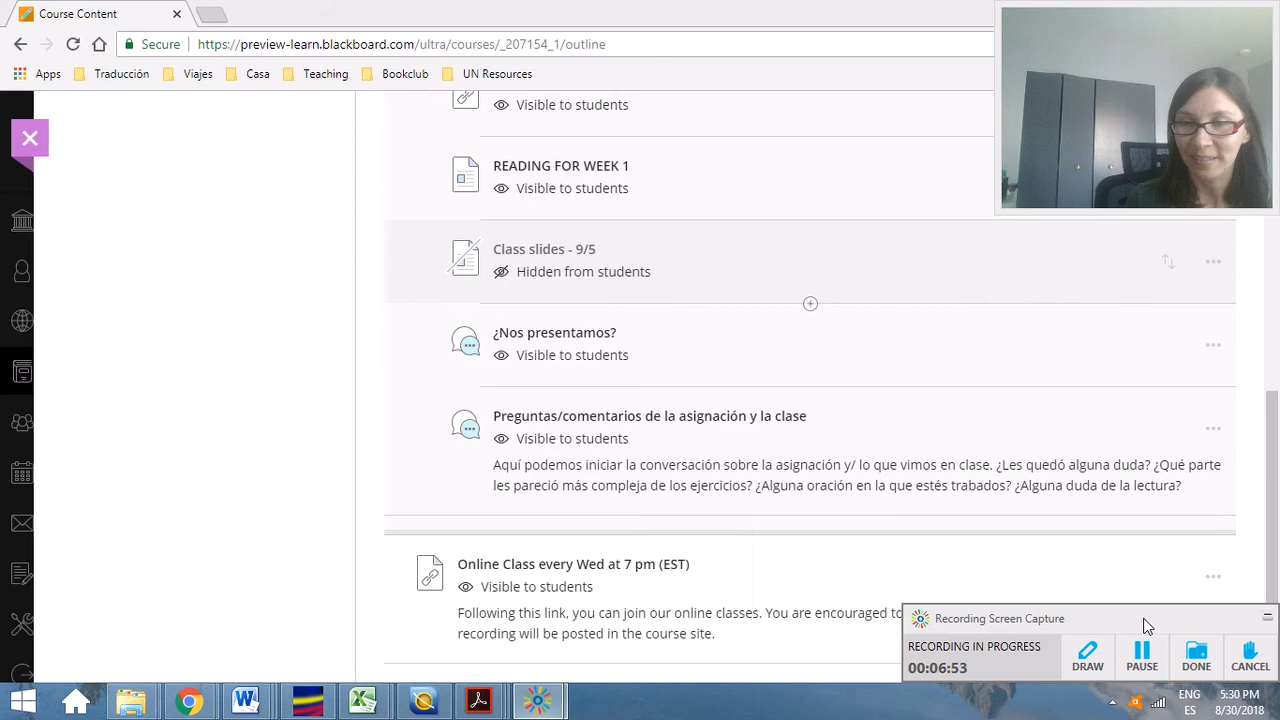 Course Content
Secure https://preview-learn.blackboard.com/ultra/courses/_207154_1/outline
Apps Traducción Viajes Casa Teaching Bookclub UN Resources
Visible to students
READING FOR WEEK 1
Visible to students
Class slides - 9/5
Hidden from students
¿Nos presentamos?
Visible to students
Preguntas/comentarios de la asignación y la clase
Visible to students
Aquí podemos iniciar la conversación sobre la asignación y/ lo que vimos en clase. ¿Les quedó alguna duda? ¿Qué parte
les pareció más compleja de los ejercicios? ¿Alguna oración en la que estés trabados? ¿Alguna duda de la lectura?
Online Class every Wed at 7 pm (EST)
Visible to students
Following this link, you can join our online classes. You are encouraged to
recording will be posted in the course site.
Recording Screen Capture
RECORDING IN PROGRESS
00:06:53
DRAW PAUSE DONE CANCEL
ENG
ES
5:30 PM
8/30/2018